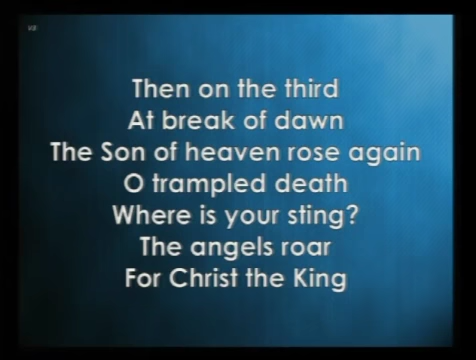 V3
Then on the third
At break of dawn
The Son of heaven rose again
O trampled death
Where is your sting?
The angels roar
For Christ the King